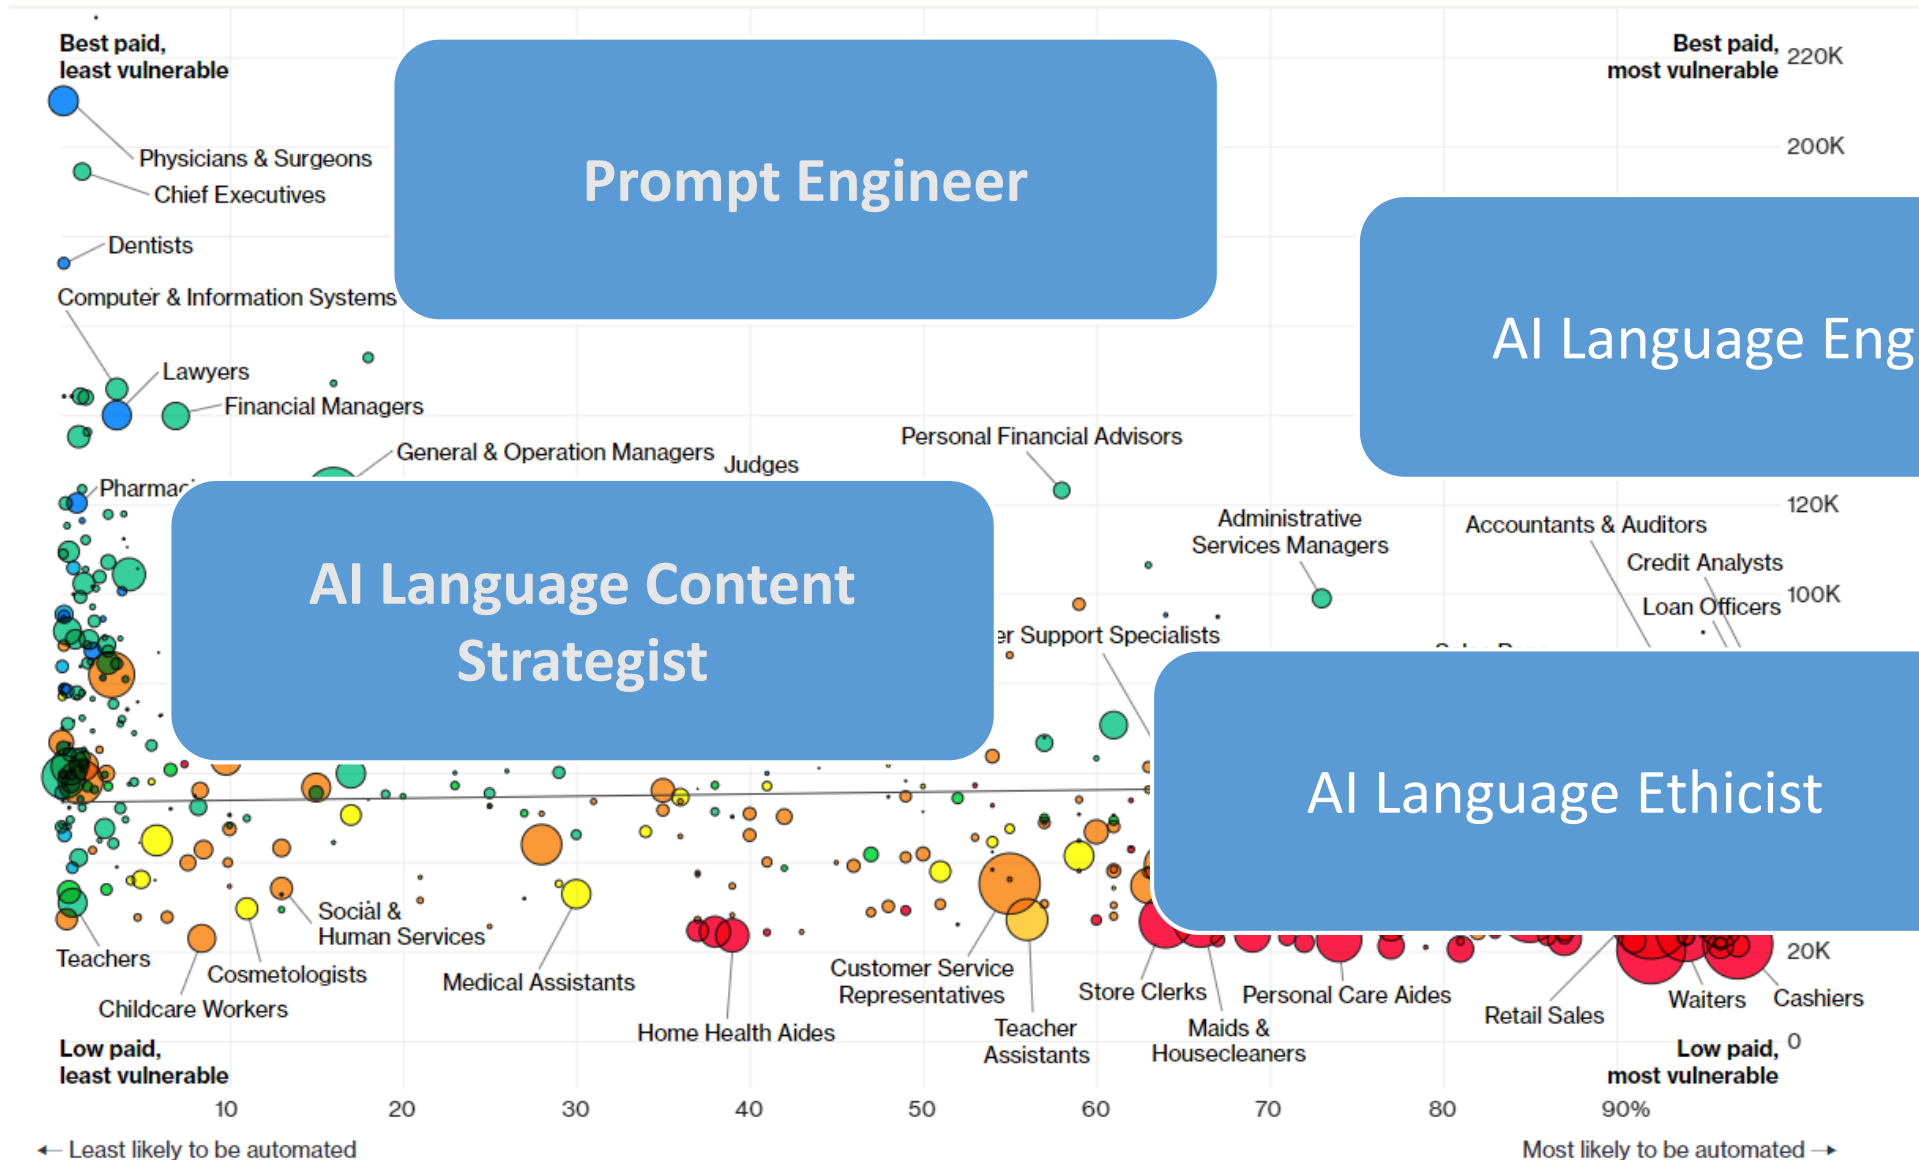 Best paid,
least vulnerable
Best paid,
most vulnerable
220K
Physicians & Surgeons
Chief Executives
200K
Prompt Engineer
Dentists
Computer & Information Systems
AI Language Eng
Lawyers
Financial Managers
General & Operation Managers
Judges
Personal Financial Advisors
120K
Administrative
Services Managers
Accountants & Auditors
Credit Analysts
100K
Loan Officers
AI Language Content
Strategist
er Support Specialists
AI Language Ethicist
Teachers
Childcare Workers
Cosmetologists
Social &
Human Services
Medical Assistants
Home Health Aides
Customer Service
Representatives
Teacher
Assistants
Store Clerks
Maids &
Housecleaners
Personal Care Aides
Retail Sales
Waiters
Cashiers
20K
0
Low paid,
least vulnerable
Low paid,
most vulnerable
10 20 30 40 50 60 70 80 90%
← Least likely to be automated
Most likely to be automated →